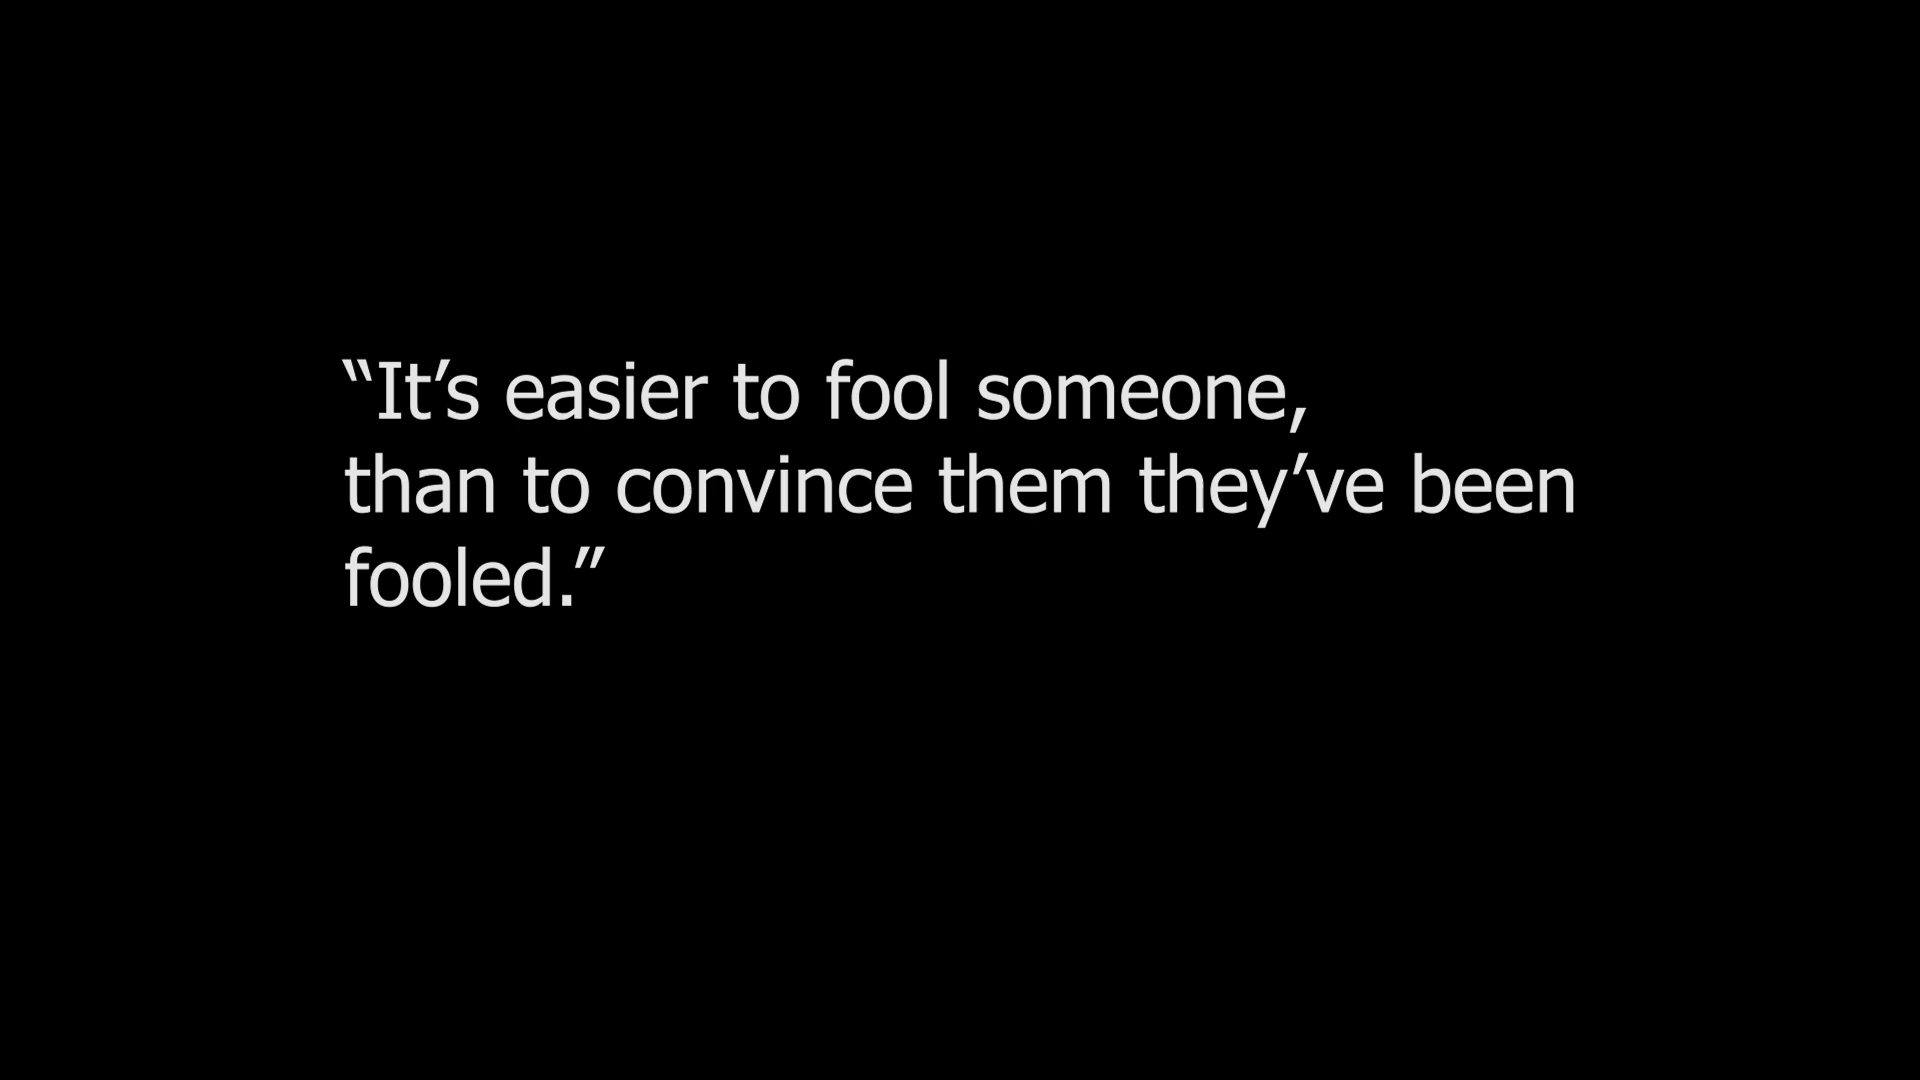 “It’s easier to fool someone,
than to convince them they’ve been
fooled.”